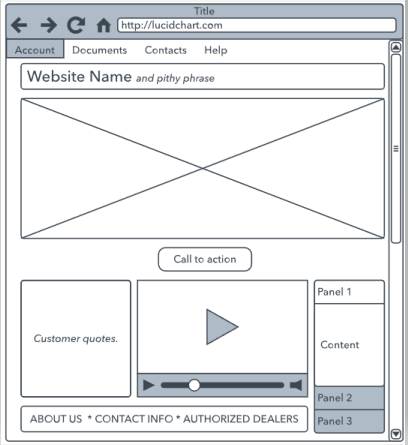 Title
http://lucidchart.com
Account Documents Contacts Help
Website Name and pithy phrase
Call to action
Panel 1
Customer quotes.
Content
Panel 2
ABOUT US * CONTACT INFO * AUTHORIZED DEALERS
Panel 3